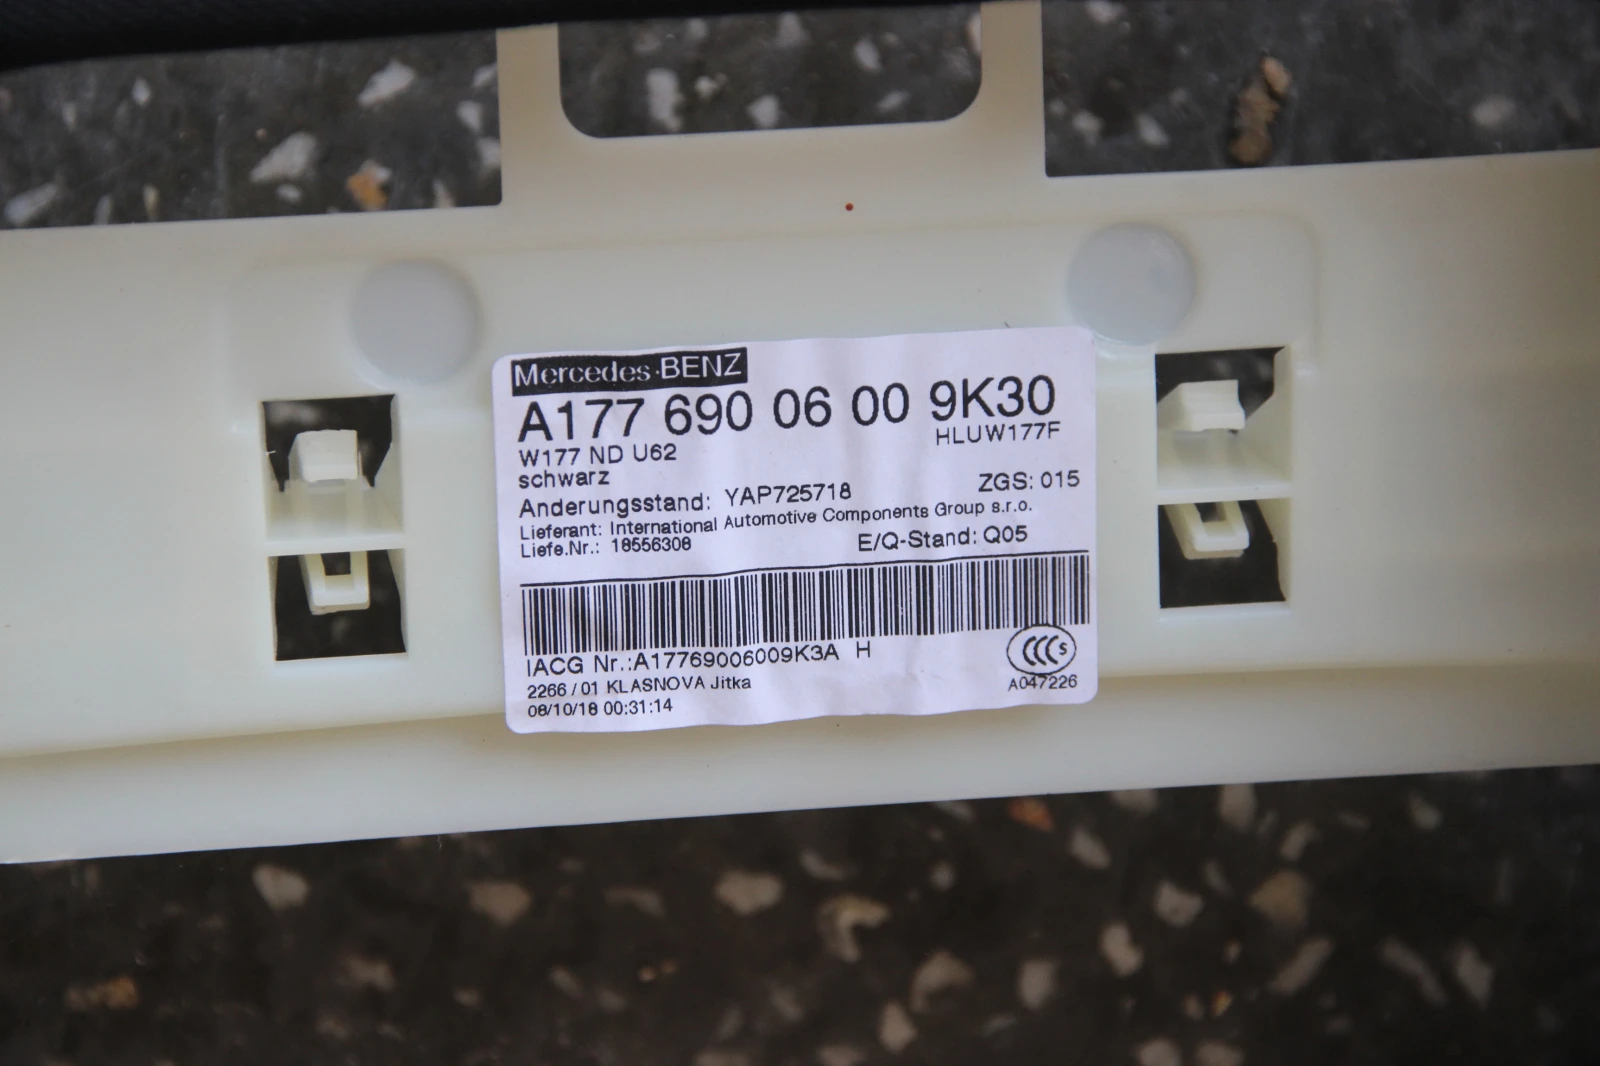 Mercedes-BENZ
A177 690 06 00 9K30
W177 ND U62 HLUW177F
schwarz
Anderungsstand: YAP725718 ZGS: 015
Lieferant: International Automotive Components Group s.r.o.
Liefe.Nr.: 18556308 E/Q-Stand: Q05
IACG Nr.:A17769006009K3A H
2266 / 01 KLASNOVA Jitka
08/10/18 00:31:14
CCC S
A047226